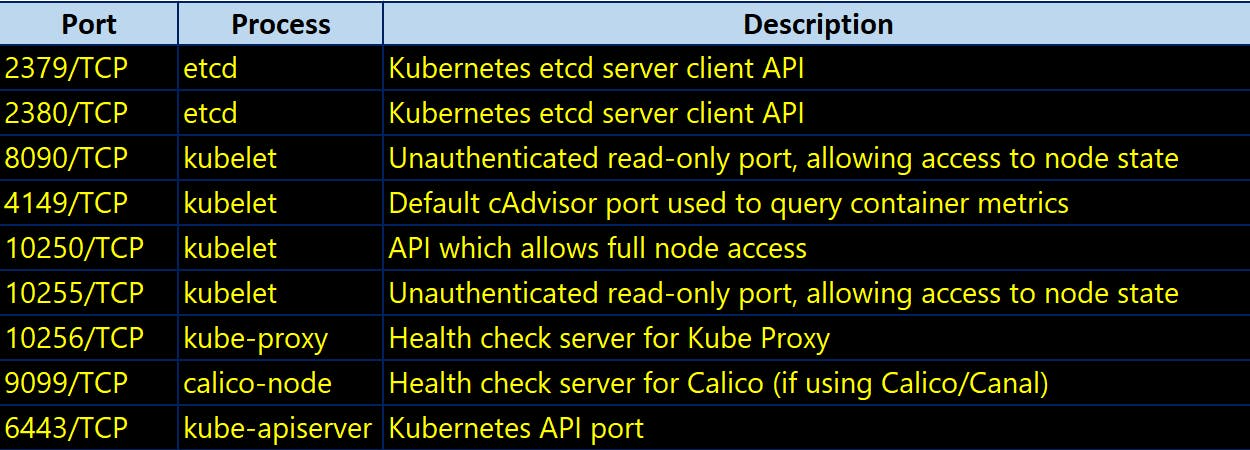 Port Process Description
2379/TCP etcd Kubernetes etcd server client API
2380/TCP etcd Kubernetes etcd server client API
8090/TCP kubelet Unauthenticated read-only port, allowing access to node state
4149/TCP kubelet Default cAdvisor port used to query container metrics
10250/TCP kubelet API which allows full node access
10255/TCP kubelet Unauthenticated read-only port, allowing access to node state
10256/TCP kube-proxy Health check server for Kube Proxy
9099/TCP calico-node Health check server for Calico (if using Calico/Canal)
6443/TCP kube-apiserver Kubernetes API port